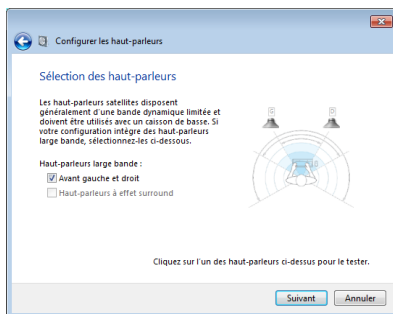 Configurer les haut-parleurs
Sélection des haut-parleurs
Les haut-parleurs satellites disposent
généralement d'une bande dynamique limitée et
doivent être utilisés avec un caisson de basse. Si
votre configuration intègre des haut-parleurs
large bande, sélectionnez-les ci-dessous.
Haut-parleurs large bande :
Avant gauche et droit
Haut-parleurs à effet surround
Cliquez sur l'un des haut-parleurs ci-dessus pour le tester.
Suivant
Annuler